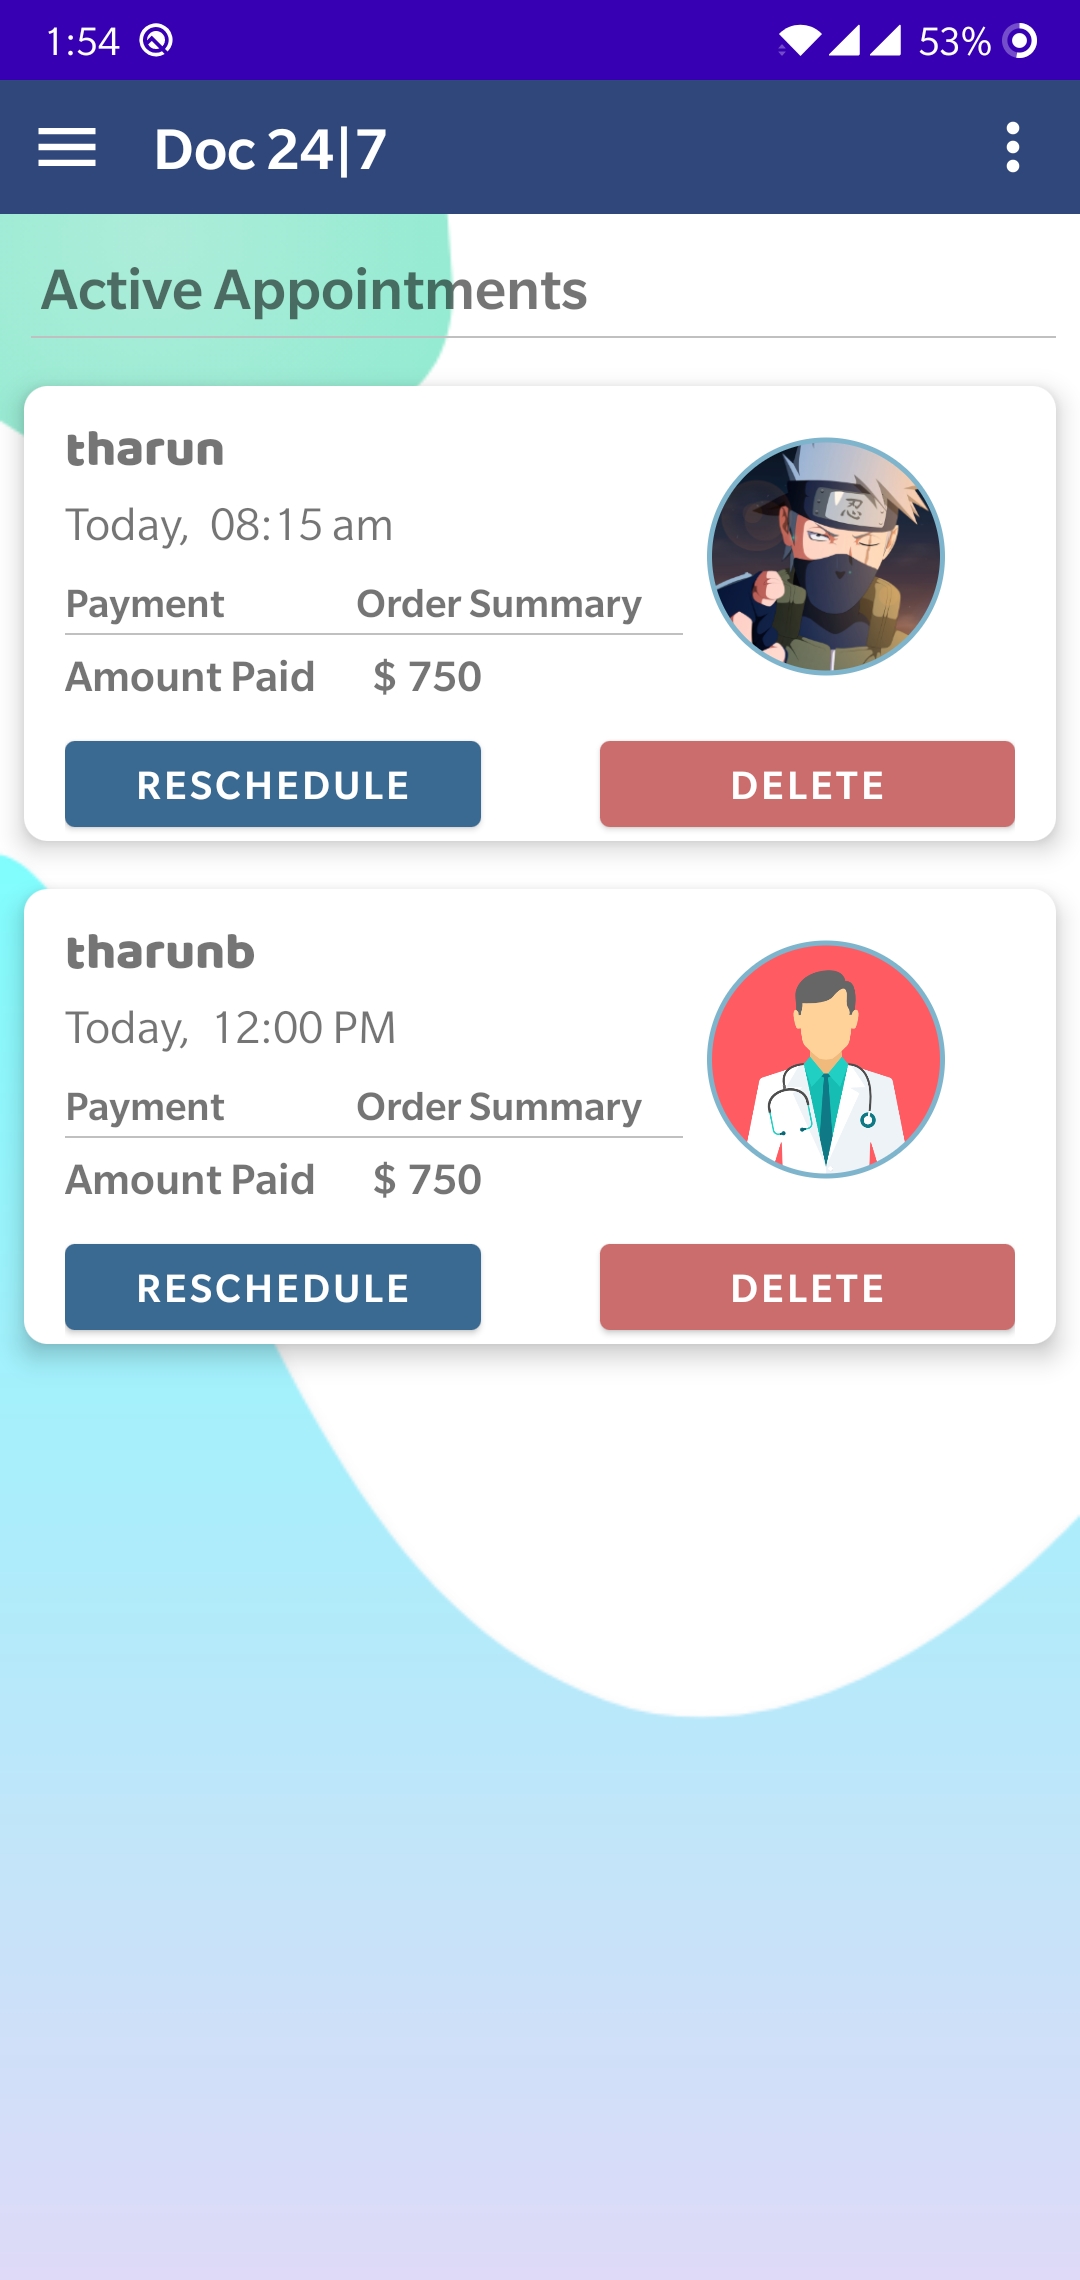 1:54 53%
Doc 24|7
Active Appointments
tharun
Today, 08:15 am
忍
Payment Order Summary
Amount Paid $ 750
RESCHEDULE DELETE
tharunb
Today, 12:00 PM
Payment Order Summary
Amount Paid $ 750
RESCHEDULE DELETE